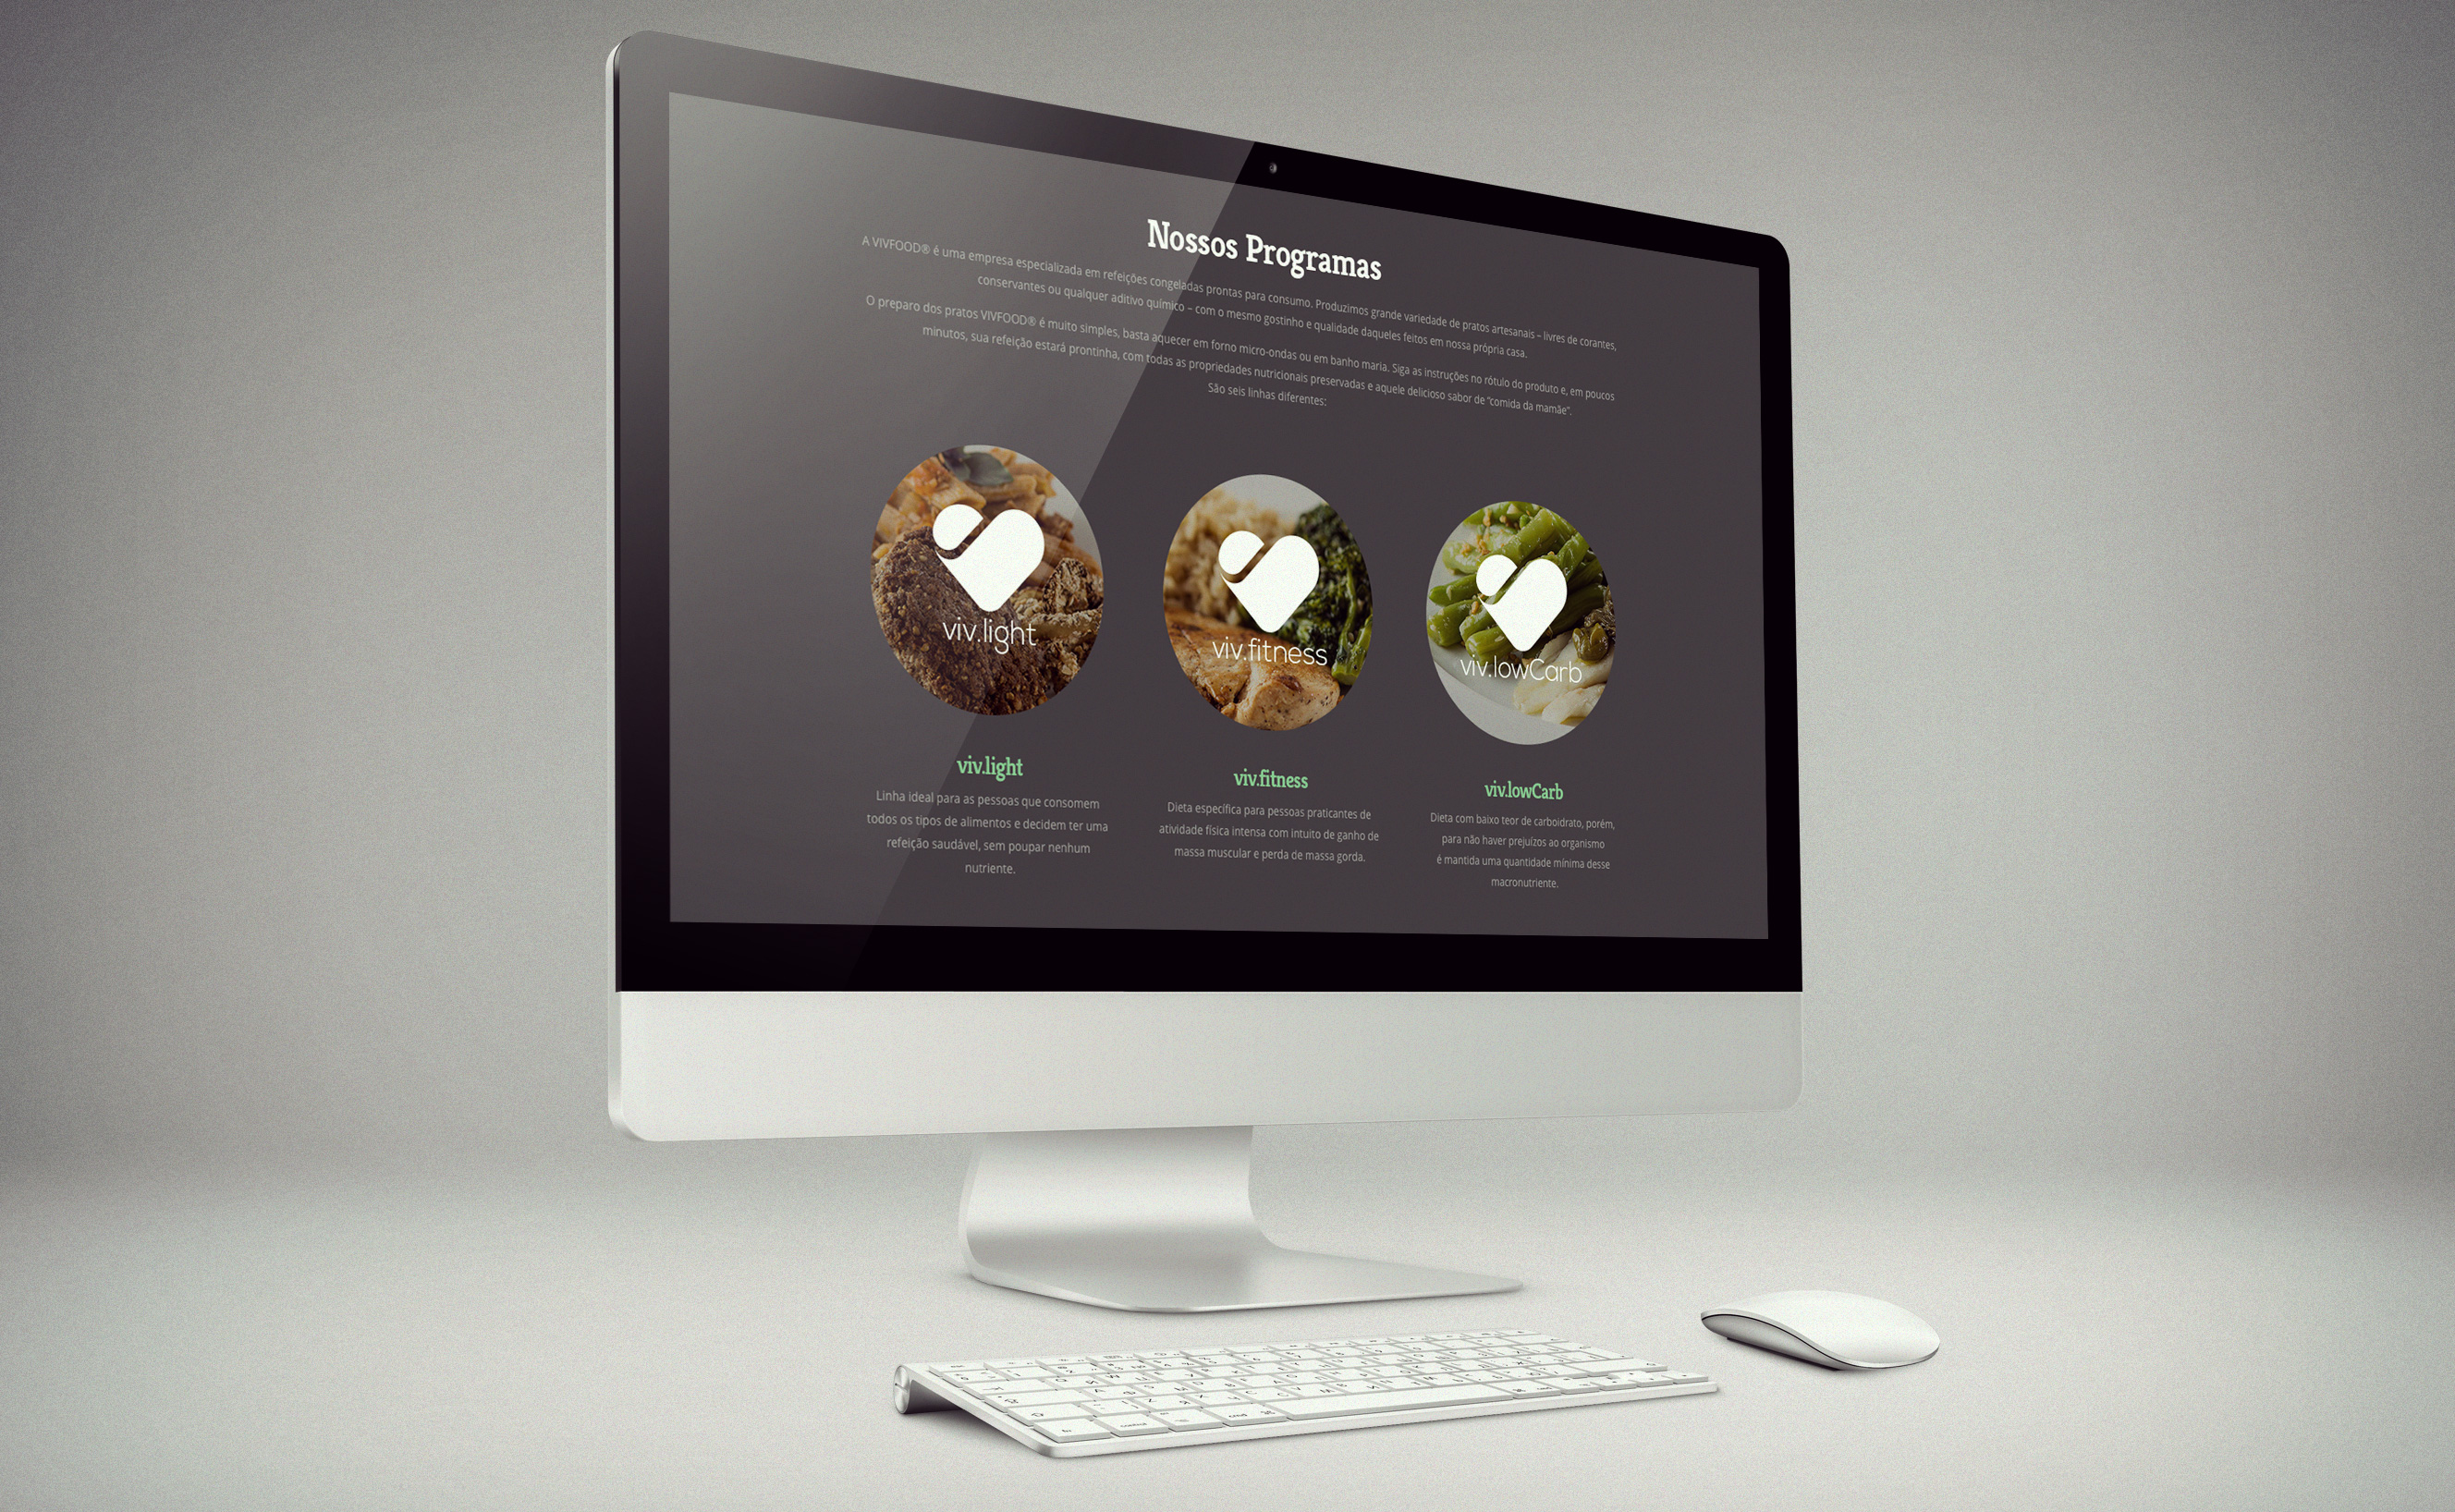 Nossos Programas
A VIVFOOD® é uma empresa especializada em refeições congeladas prontas para consumo. Produzimos grande variedade de pratos artesanais – livres de corantes,
conservantes ou qualquer aditivo químico – com o mesmo gostinho e qualidade daqueles feitos em nossa própria casa.
O preparo dos pratos VIVFOOD® é muito simples, basta aquecer em forno micro-ondas ou em banho maria. Siga as instruções no rótulo do produto e, em poucos
minutos, sua refeição estará prontinha, com todas as propriedades nutricionais preservadas e aquele delicioso sabor de “comida da mamãe”.
São seis linhas diferentes:
viv.light
viv.fitness
viv.lowCarb
viv.light
Linha ideal para as pessoas que consomem
todos os tipos de alimentos e decidem ter uma
refeição saudável, sem poupar nenhum
nutriente.
viv.fitness
Dieta específica para pessoas praticantes de
atividade física intensa com intuito de ganho de
massa muscular e perda de massa gorda.
viv.lowCarb
Dieta com baixo teor de carboidrato, porém,
para não haver prejuízos ao organismo
é mantida uma quantidade mínima desse
macronutriente.